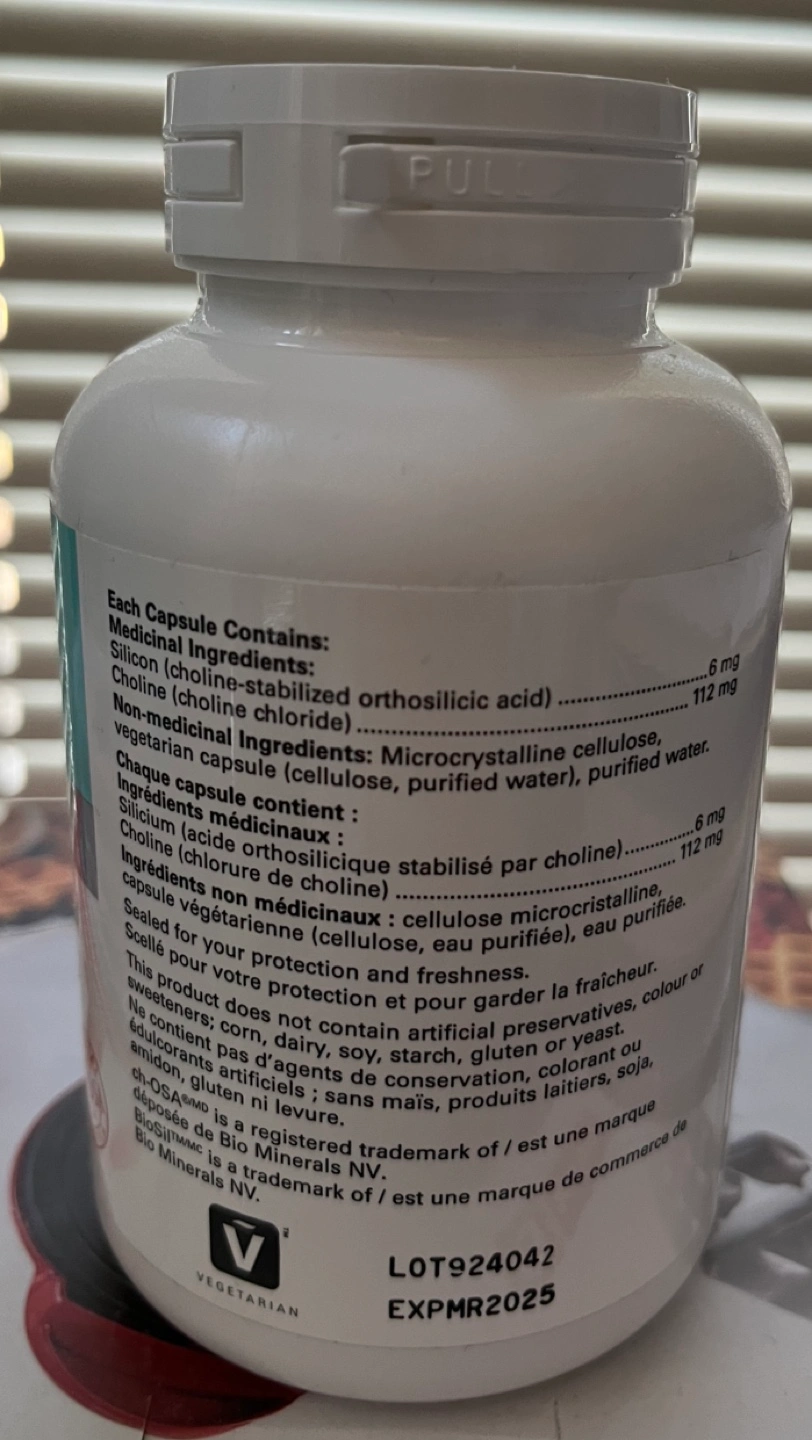 PULL
Each Capsule Contains:
Medicinal Ingredients:
Silicon (choline-stabilized orthosilicic acid) ........................... 6 mg
Choline (choline chloride) ........................................................ 112 mg
Non-medicinal Ingredients: Microcrystalline cellulose,
vegetarian capsule (cellulose, purified water), purified water.
Chaque capsule contient :
Ingrédients médicinaux :
Silicium (acide orthosilicique stabilisé par choline) ............ 6 mg
Choline (chlorure de choline) ................................................ 112 mg
Ingrédients non médicinaux : cellulose microcristalline,
capsule végétarienne (cellulose, eau purifiée), eau purifiée.
Sealed for your protection and freshness.
Scellé pour votre protection et pour garder la fraîcheur.
This product does not contain artificial preservatives, colour or
sweeteners; corn, dairy, soy, starch, gluten or yeast.
Ne contient pas d'agents de conservation, colorant ou
édulcorants artificiels ; sans maïs, produits laitiers, soja,
amidon, gluten ni levure.
ch-OSA®/MD is a registered trademark of / est une marque
déposée de Bio Minerals NV.
BioSil™/MC is a trademark of / est une marque de commerce de
Bio Minerals NV.
V
VEGETARIAN
LOT924042
EXPMR2025